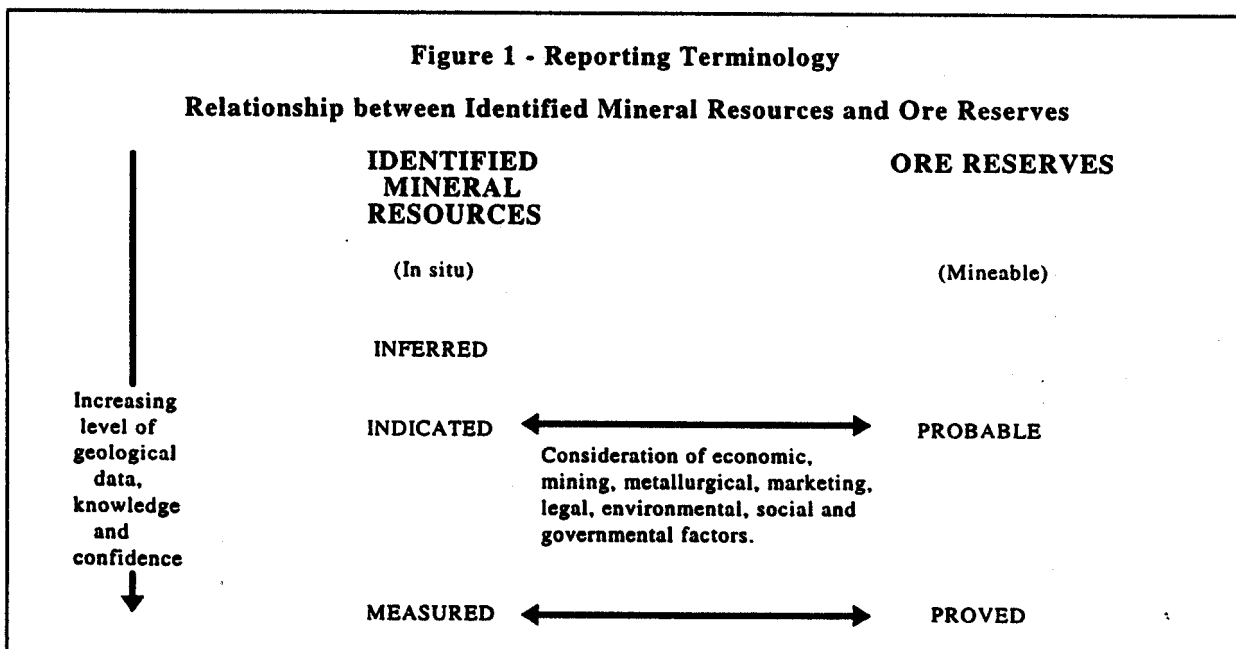 Figure 1 - Reporting Terminology
Relationship between Identified Mineral Resources and Ore Reserves
IDENTIFIED
MINERAL
RESOURCES
ORE RESERVES
(In situ)
(Mineable)
INFERRED
Increasing
level of
geological
data,
knowledge
and
confidence
INDICATED
PROBABLE
Consideration of economic,
mining, metallurgical, marketing,
legal, environmental, social and
governmental factors.
MEASURED
PROVED